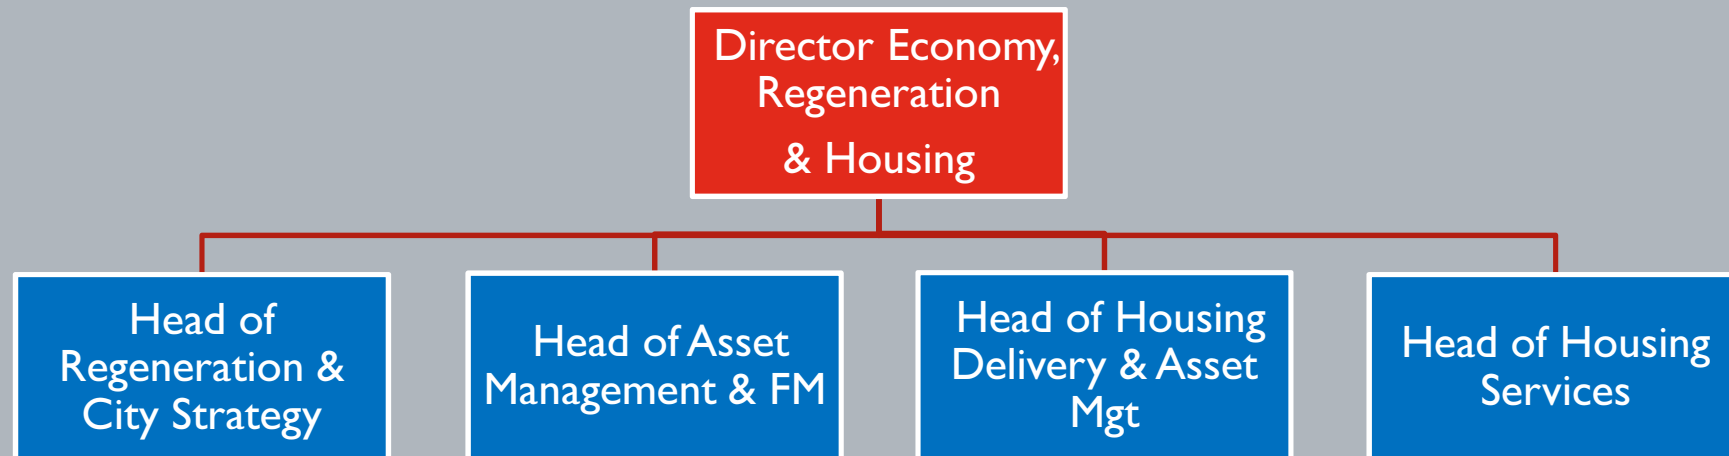 Director Economy,
Regeneration
& Housing
Head of
Regeneration &
City Strategy
Head of Asset
Management & FM
Head of Housing
Delivery & Asset
Mgt
Head of Housing
Services